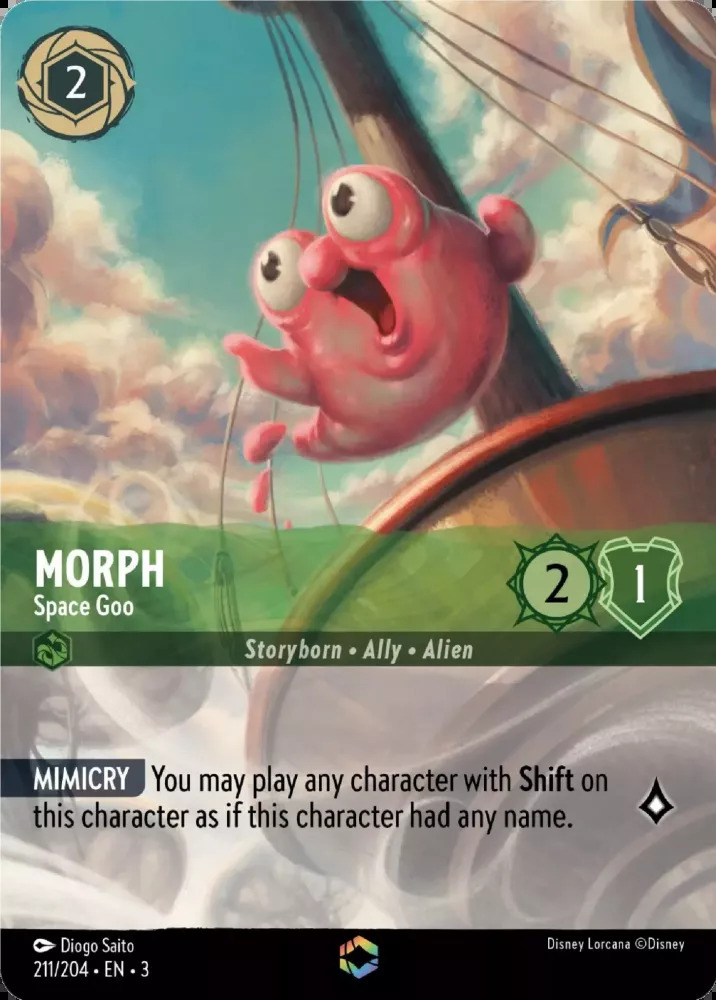 2
MORPH
Space Goo
2 1
Storyborn • Ally • Alien
MIMICRY You may play any character with Shift on
this character as if this character had any name.
Diogo Saito
Disney Lorcana ©Disney
211/204 • EN • 3